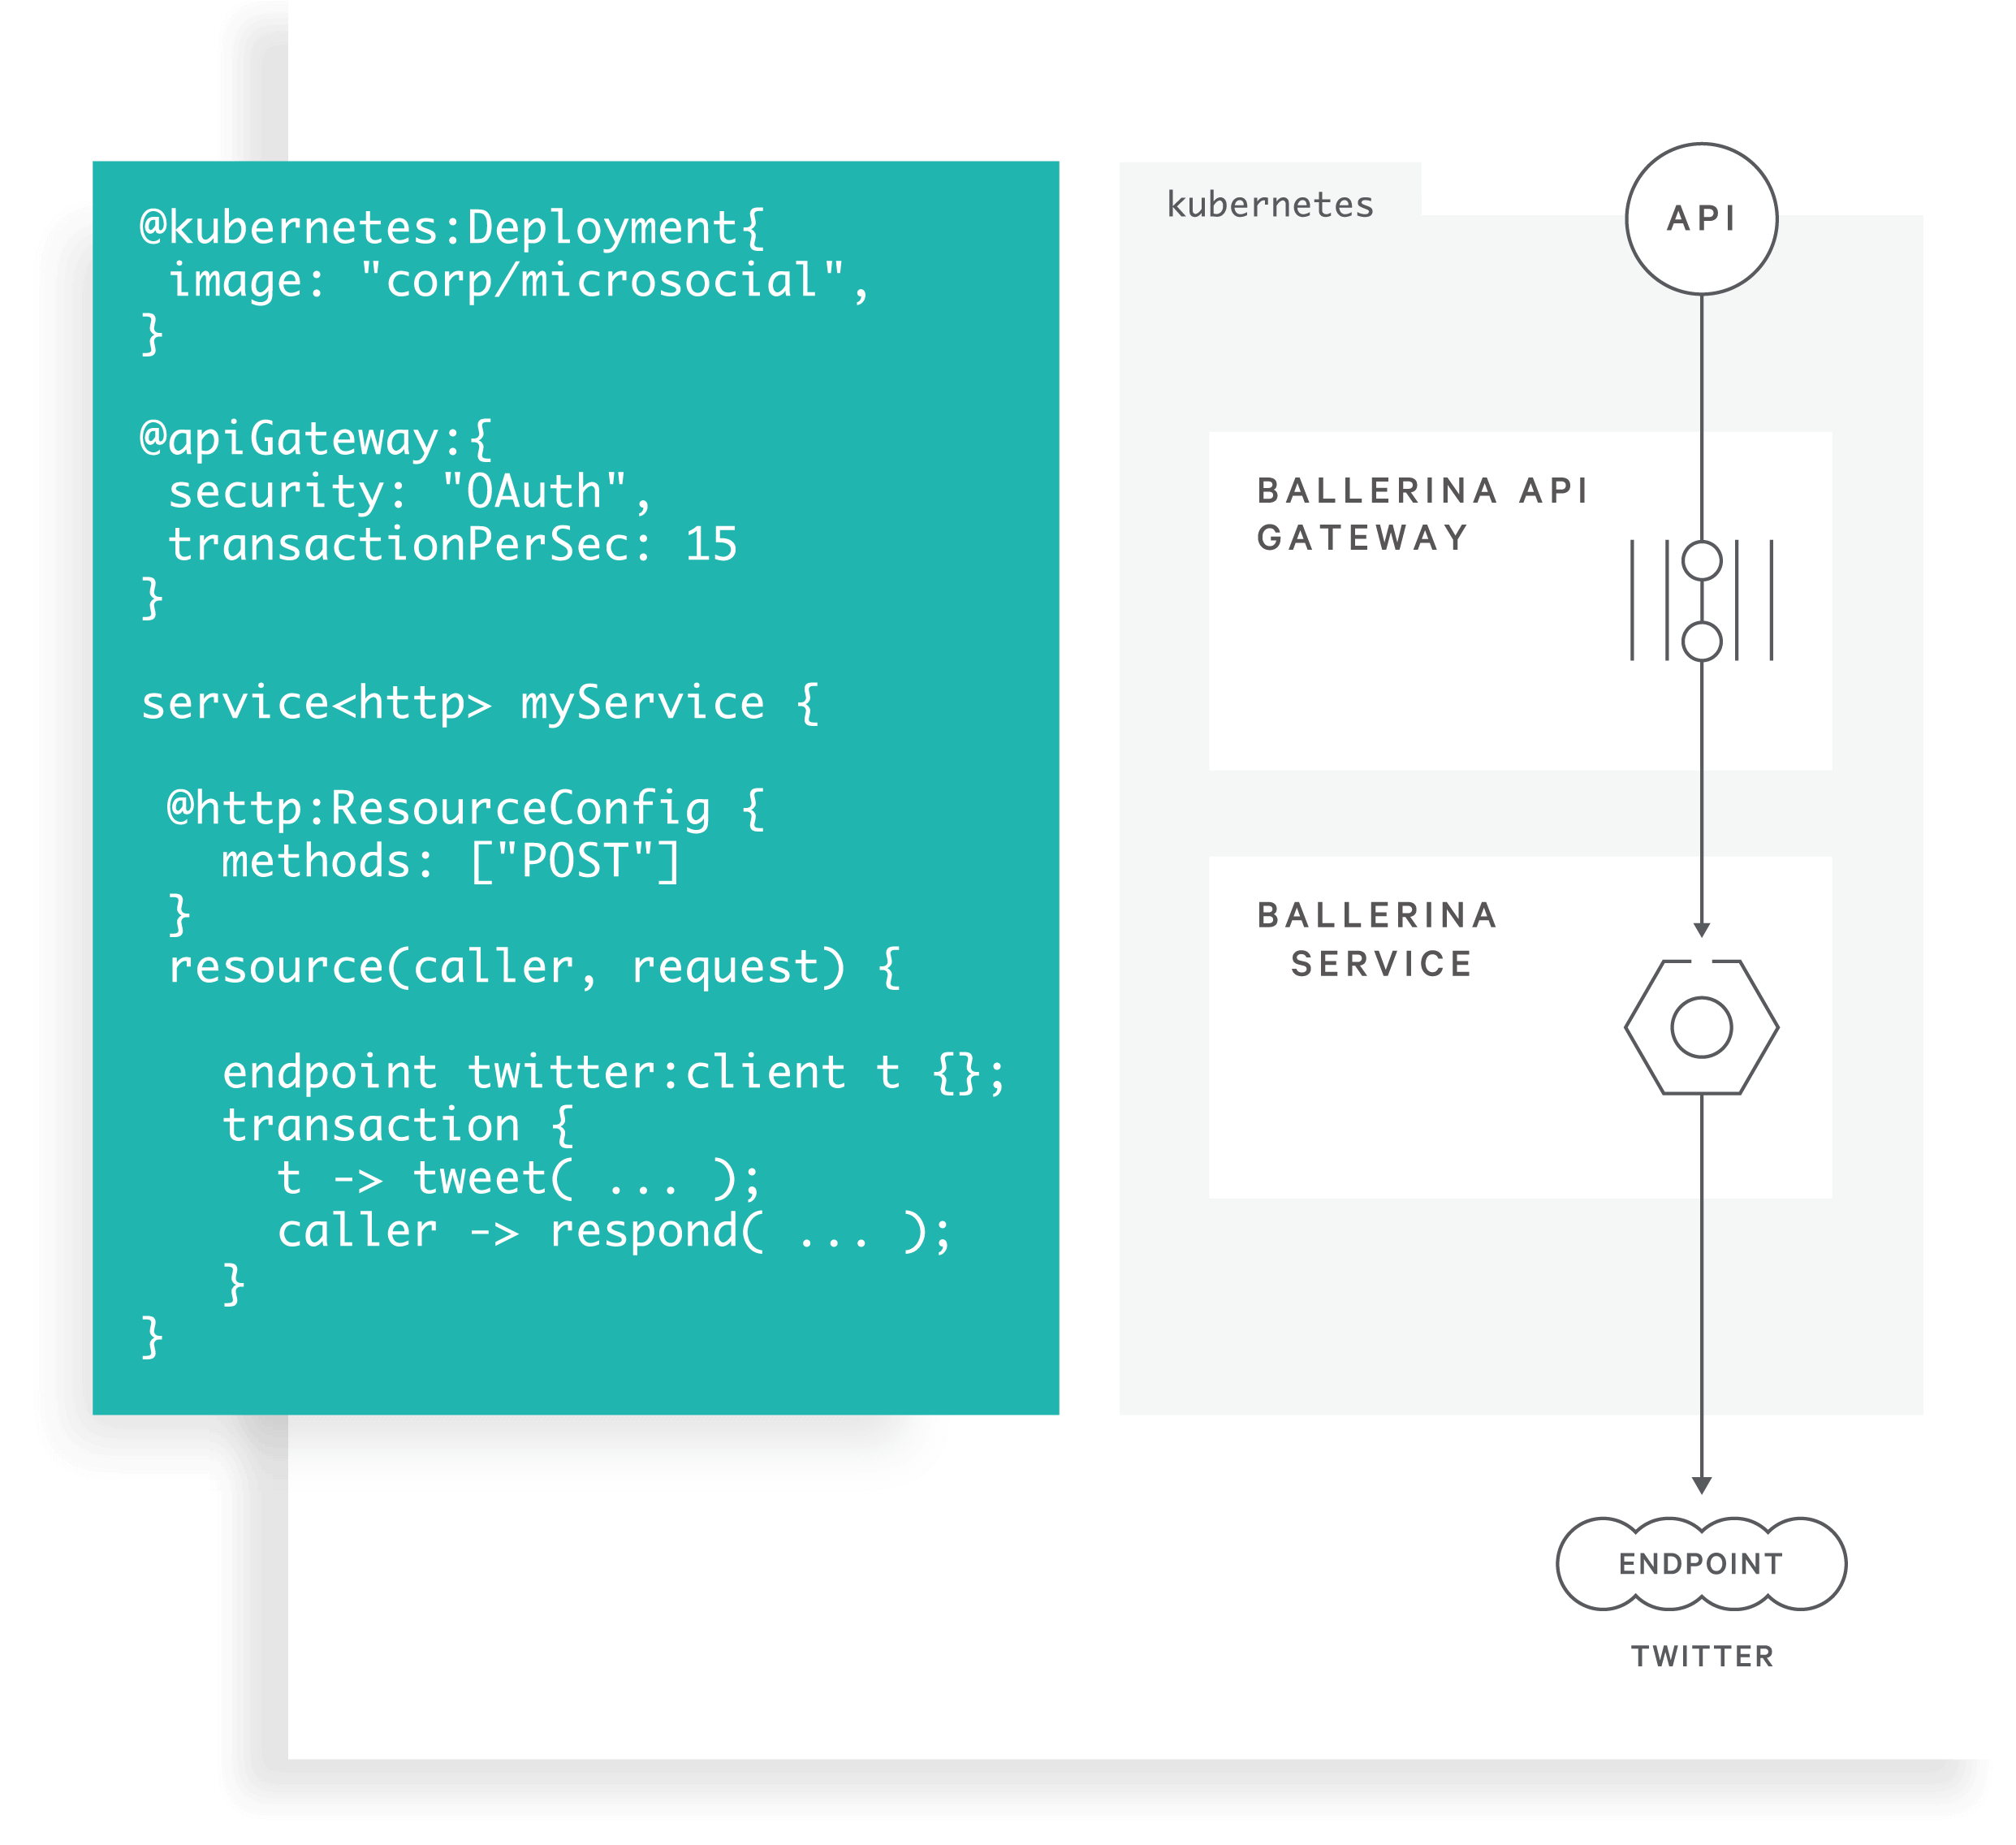 @kubernetes:Deployment{
image: "corp/microsocial",
}
@apiGateway:{
security: "OAuth",
transactionPerSec: 15
}
service<http> myService {
@http:ResourceConfig {
methods: ["POST"]
}
resource(caller, request) {
endpoint twitter:client t {};
transaction {
t -> tweet( ... );
caller -> respond( ... );
}
}
kubernetes
API
BALLERINA API
GATEWAY
BALLERINA
SERVICE
ENDPOINT
TWITTER